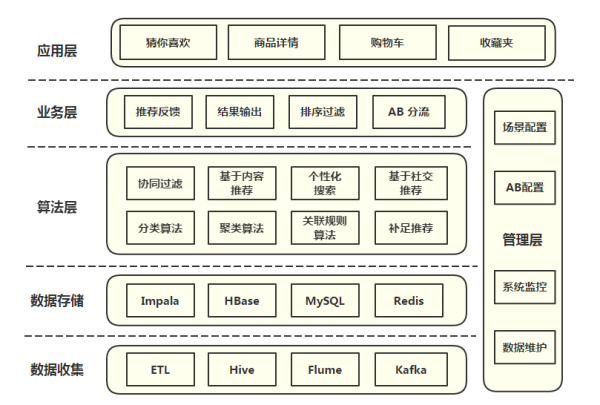 应用层
猜你喜欢
商品详情
购物车
收藏夹
业务层
推荐反馈
结果输出
排序过滤
AB 分流
算法层
协同过滤
基于内容
推荐
个性化
搜索
基于社交
推荐
分类算法
聚类算法
关联规则
算法
补足推荐
数据存储
Impala
HBase
MySQL
Redis
数据收集
ETL
Hive
Flume
Kafka
场景配置
AB配置
管理层
系统监控
数据维护